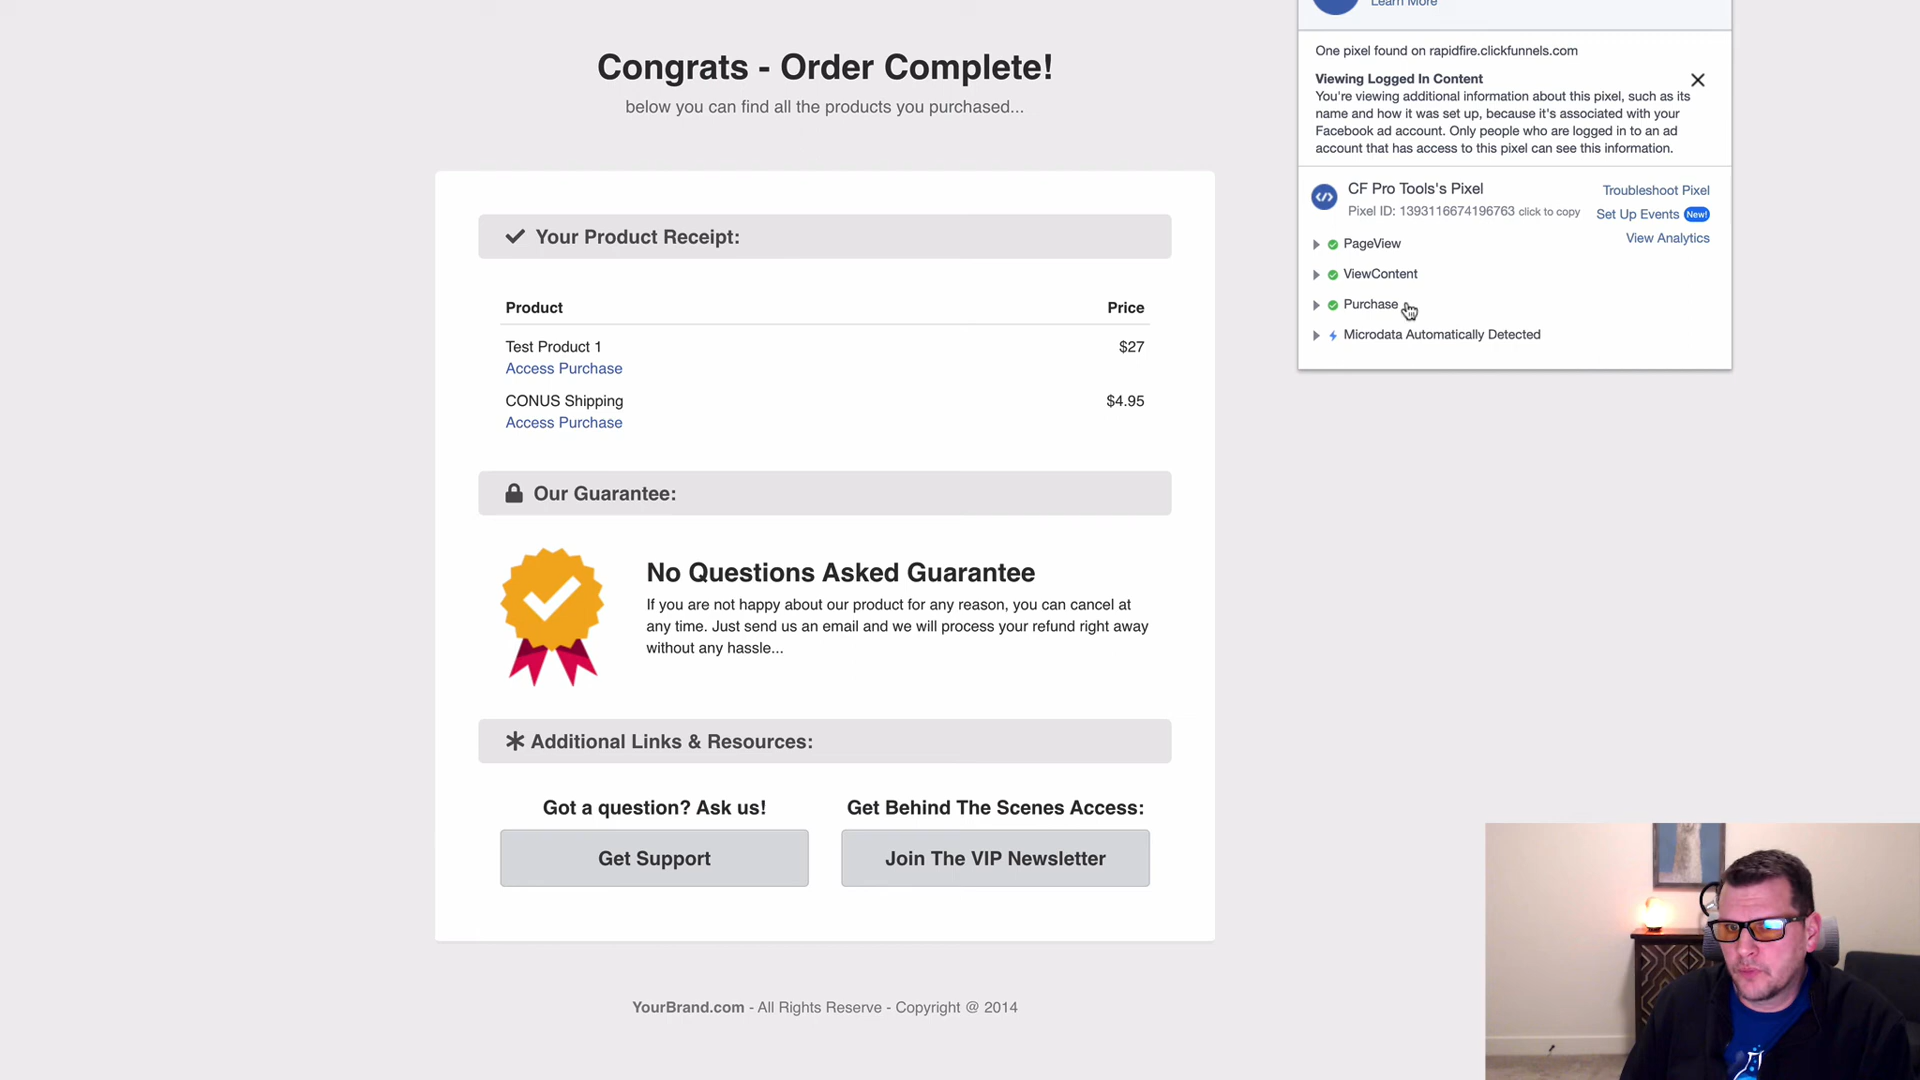 Congrats - Order Complete!
below you can find all the products you purchased...
Your Product Receipt:
Product Price
Test Product 1 $27
Access Purchase
CONUS Shipping $4.95
Access Purchase
Our Guarantee:
No Questions Asked Guarantee
If you are not happy about our product for any reason, you can cancel at
any time. Just send us an email and we will process your refund right away
without any hassle...
Additional Links & Resources:
Got a question? Ask us!
Get Support
Get Behind The Scenes Access:
Join The VIP Newsletter
YourBrand.com - All Rights Reserve - Copyright @ 2014
Learn More
One pixel found on rapidfire.clickfunnels.com
Viewing Logged In Content
You're viewing additional information about this pixel, such as its
name and how it was set up, because it's associated with your
Facebook ad account. Only people who are logged in to an ad
account that has access to this pixel can see this information.
CF Pro Tools's Pixel
Pixel ID: 1393116674196763 click to copy
Troubleshoot Pixel
Set Up Events New!
View Analytics
PageView
ViewContent
Purchase
Microdata Automatically Detected